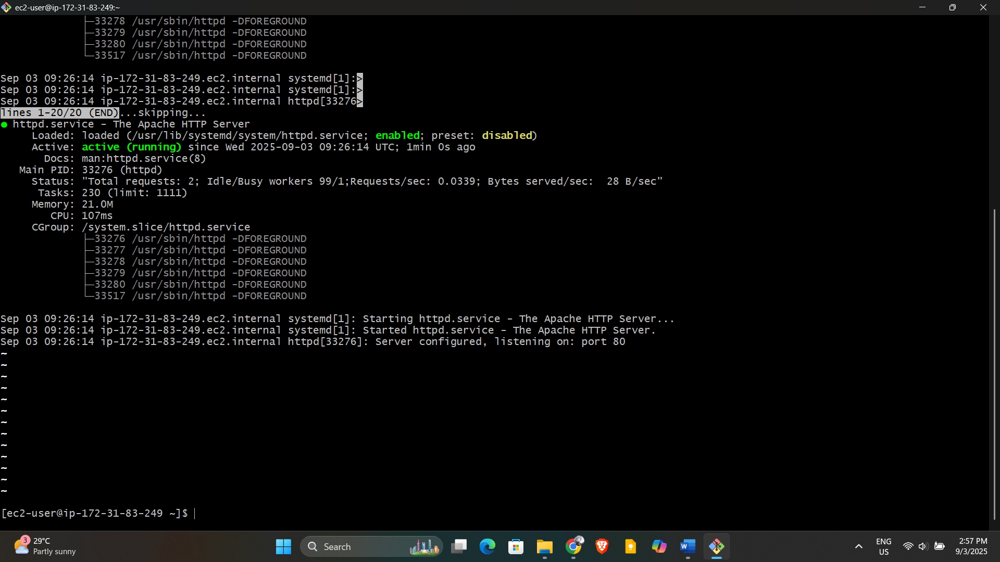 ec2-user@ip-172-31-83-249:~
├─33278 /usr/sbin/httpd -DFOREGROUND
├─33279 /usr/sbin/httpd -DFOREGROUND
├─33280 /usr/sbin/httpd -DFOREGROUND
└─33517 /usr/sbin/httpd -DFOREGROUND
Sep 03 09:26:14 ip-172-31-83-249.ec2.internal systemd[1]:>
Sep 03 09:26:14 ip-172-31-83-249.ec2.internal systemd[1]:>
Sep 03 09:26:14 ip-172-31-83-249.ec2.internal httpd[33276>
lines 1-20/20 (END)...skipping...
● httpd.service - The Apache HTTP Server
Loaded: loaded (/usr/lib/systemd/system/httpd.service; enabled; preset: disabled)
Active: active (running) since Wed 2025-09-03 09:26:14 UTC; 1min 0s ago
Docs: man:httpd.service(8)
Main PID: 33276 (httpd)
Status: "Total requests: 2; Idle/Busy workers 99/1;Requests/sec: 0.0339; Bytes served/sec:  28 B/sec"
Tasks: 230 (limit: 1111)
Memory: 21.0M
CPU: 107ms
CGroup: /system.slice/httpd.service
├─33276 /usr/sbin/httpd -DFOREGROUND
├─33277 /usr/sbin/httpd -DFOREGROUND
├─33278 /usr/sbin/httpd -DFOREGROUND
├─33279 /usr/sbin/httpd -DFOREGROUND
├─33280 /usr/sbin/httpd -DFOREGROUND
└─33517 /usr/sbin/httpd -DFOREGROUND
Sep 03 09:26:14 ip-172-31-83-249.ec2.internal systemd[1]: Starting httpd.service - The Apache HTTP Server...
Sep 03 09:26:14 ip-172-31-83-249.ec2.internal systemd[1]: Started httpd.service - The Apache HTTP Server.
Sep 03 09:26:14 ip-172-31-83-249.ec2.internal httpd[33276]: Server configured, listening on: port 80
~
~
~
~
~
~
~
~
~
~
~
~
~
[ec2-user@ip-172-31-83-249 ~]$
3
29°C
Partly sunny
Search
W
ENG
US
2:57 PM
9/3/2025